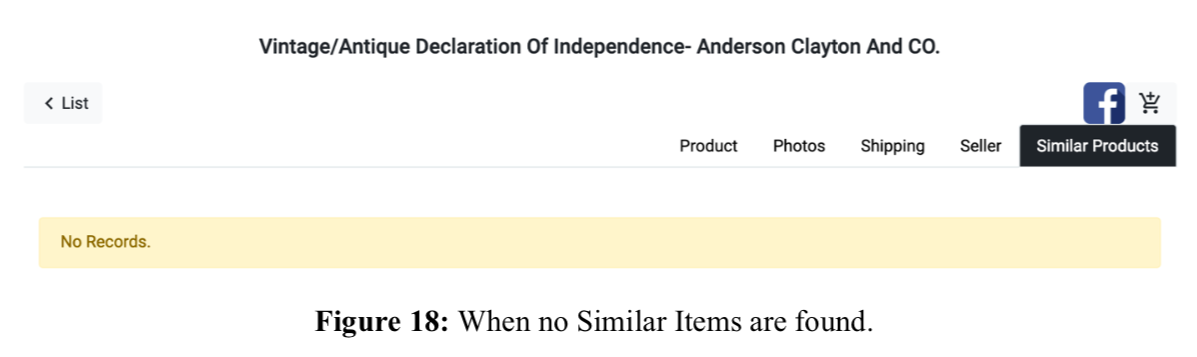 Vintage/Antique Declaration Of Independence- Anderson Clayton And CO.
List
Product Photos Shipping Seller Similar Products
No Records.
Figure 18: When no Similar Items are found.